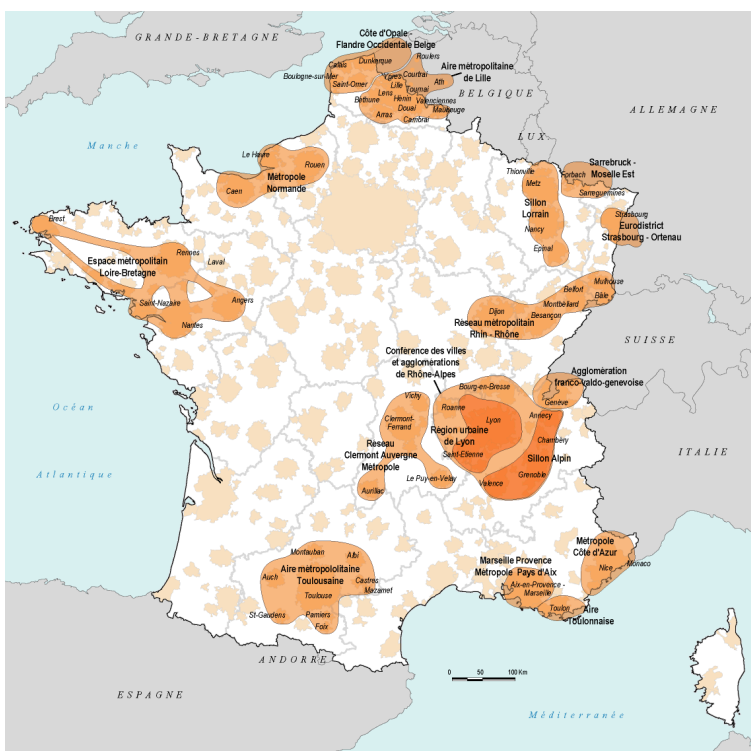 GRANDE-BRETAGNE
Côte d'Opale -
Flandre Occidentale Belge
Calais
Dunkerque
Roulers
Boulogne-sur-Mer
Saint-Omer
Ypres
Courtrai
Aire métropolitaine
de Lille
Lille
Tournai
Ath
BELGIQUE
Lens
Hénin
Béthune
Douai
Valenciennes
Maubeuge
Arras
Cambrai
ALLEMAGNE
Manche
LUX
Le Havre
Rouen
Métropole
Normande
Caen
Thionville
Metz
Sillon
Lorrain
Nancy
Epinal
Sarrebruck -
Moselle Est
Forbach
Sarreguemines
Strasbourg
Eurodistrict
Strasbourg - Ortenau
Brest
Rennes
Laval
Espace métropolitain
Loire-Bretagne
Saint-Nazaire
Angers
Nantes
Mulhouse
Belfort
Bâle
Montbéliard
Dijon
Besançon
Réseau métropolitain
Rhin - Rhône
SUISSE
Conférence des villes
et agglomérations
de Rhône-Alpes
Agglomération
franco-valdo-genevoise
Bourg-en-Bresse
Genève
Vichy
Roanne
Lyon
Annecy
Océan
Clermont-
Ferrand
Région urbaine
de Lyon
Chambéry
Reseau
Clermont Auvergne
Métropole
Saint-Etienne
Sillon Alpin
Grenoble
ITALIE
Atlantique
Le Puy-en-Velay
Valence
Aurillac
Montauban
Albi
Aire métropololitaine
Toulousaine
Auch
Castres
Mazamet
Toulouse
St-Gaudens
Pamiers
Foix
Métropole
Côte d'Azur
Nice
Monaco
Marseille Provence
Métropole Pays d'Aix
Aix-en-Provence -
Marseille
Toulon
Aire
Toulonnaise
ANDORRE
0 50 100 Km
ESPAGNE
Méditerranée